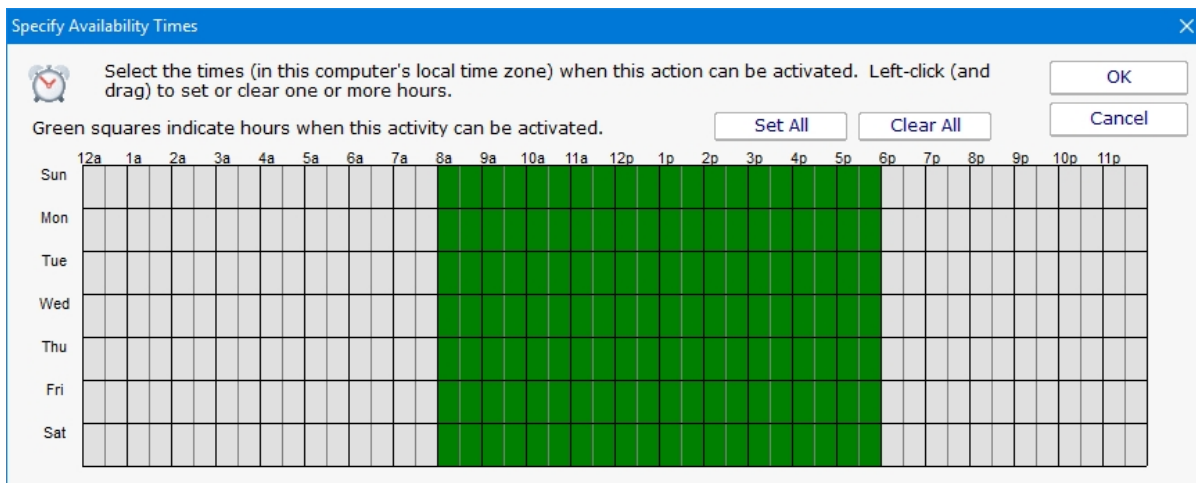 Specify Availability Times
Select the times (in this computer's local time zone) when this action can be activated.  Left-click (and
drag) to set or clear one or more hours.
OK
Cancel
Green squares indicate hours when this activity can be activated.
Set All
Clear All
12a 1a 2a 3a 4a 5a 6a 7a 8a 9a 10a 11a 12p 1p 2p 3p 4p 5p 6p 7p 8p 9p 10p 11p
Sun
Mon
Tue
Wed
Thu
Fri
Sat